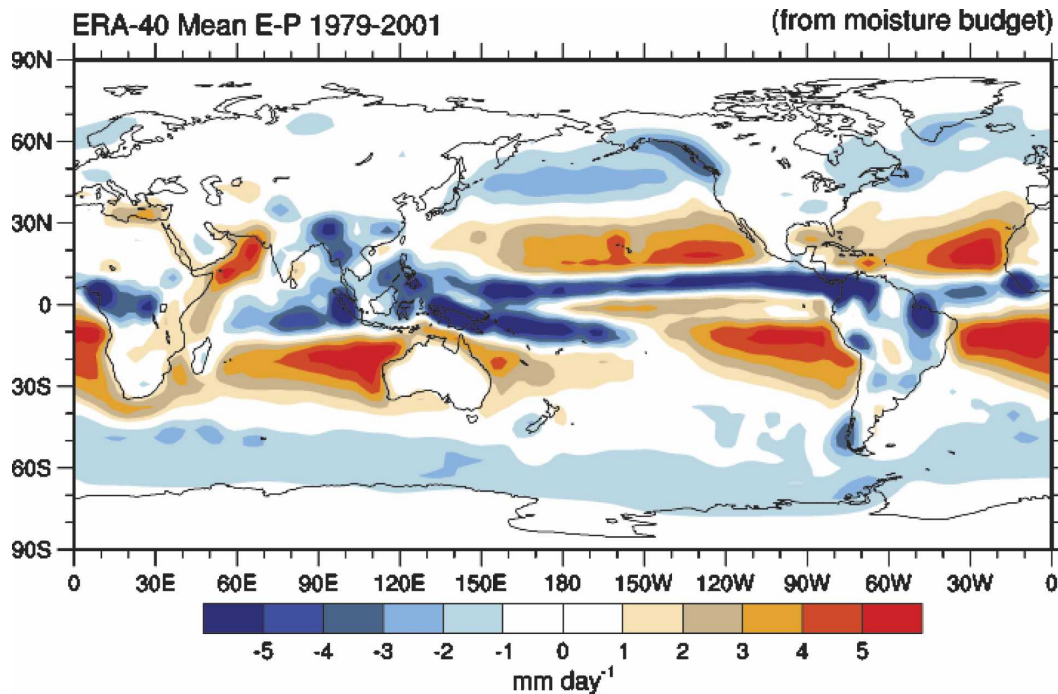 ERA-40 Mean E-P 1979-2001 (from moisture budget)
90N
60N
30N
0
30S
60S
90S
0 30E 60E 90E 120E 150E 180 150W 120W 90W 60W 30W 0
-5 -4 -3 -2 -1 0 1 2 3 4 5
mm day⁻¹